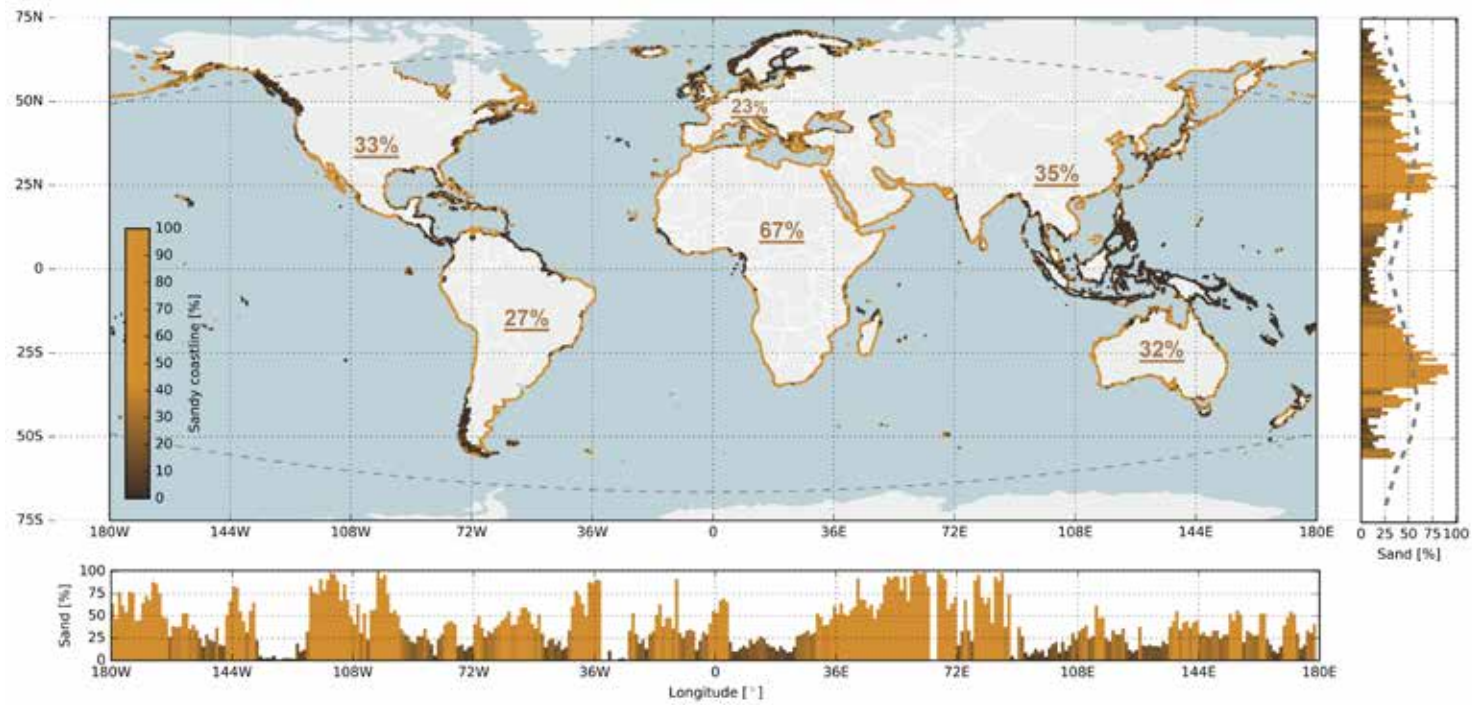 75N
50N
25N
0
25S
50S
75S
33%
23%
35%
67%
27%
32%
100
90
80
70
60
50
40
30
20
10
0
Sandy coastline [%]
180W 144W 108W 72W 36W 0 36E 72E 108E 144E 180E
0 25 50 75 100
Sand [%]
100
75
50
25
0
Sand [%]
180W 144W 108W 72W 36W 0 36E 72E 108E 144E 180E
Longitude [°]